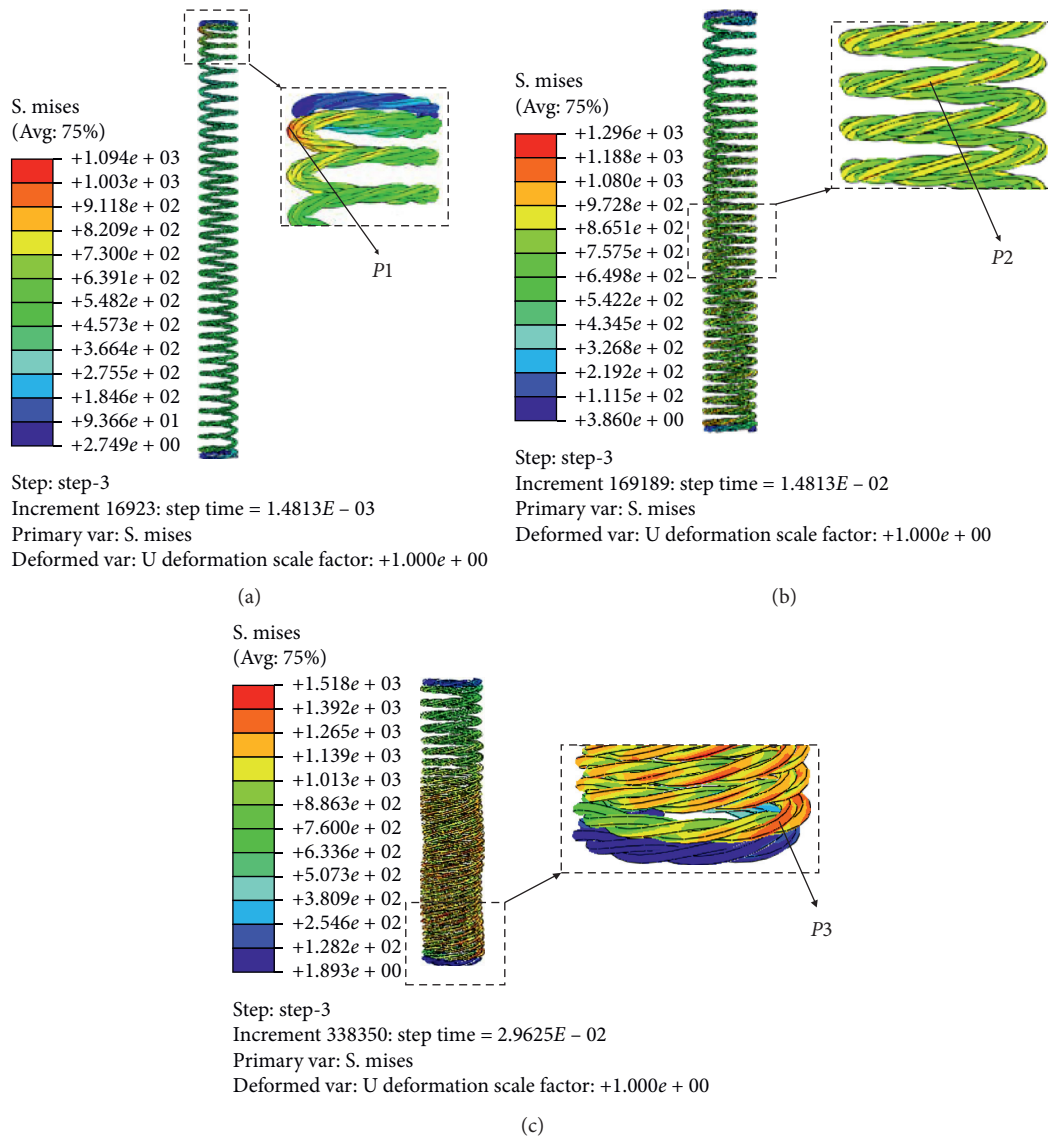 S. mises
(Avg: 75%)
+1.094e + 03
+1.003e + 03
+9.118e + 02
+8.209e + 02
+7.300e + 02
+6.391e + 02
+5.482e + 02
+4.573e + 02
+3.664e + 02
+2.755e + 02
+1.846e + 02
+9.366e + 01
+2.749e + 00
P1
Step: step-3
Increment 16923: step time = 1.4813E – 03
Primary var: S. mises
Deformed var: U deformation scale factor: +1.000e + 00
(a)
S. mises
(Avg: 75%)
+1.296e + 03
+1.188e + 03
+1.080e + 03
+9.728e + 02
+8.651e + 02
+7.575e + 02
+6.498e + 02
+5.422e + 02
+4.345e + 02
+3.268e + 02
+2.192e + 02
+1.115e + 02
+3.860e + 00
P2
Step: step-3
Increment 169189: step time = 1.4813E – 02
Primary var: S. mises
Deformed var: U deformation scale factor: +1.000e + 00
(b)
S. mises
(Avg: 75%)
+1.518e + 03
+1.392e + 03
+1.265e + 03
+1.139e + 03
+1.013e + 03
+8.863e + 02
+7.600e + 02
+6.336e + 02
+5.073e + 02
+3.809e + 02
+2.546e + 02
+1.282e + 02
+1.893e + 00
P3
Step: step-3
Increment 338350: step time = 2.9625E – 02
Primary var: S. mises
Deformed var: U deformation scale factor: +1.000e + 00
(c)